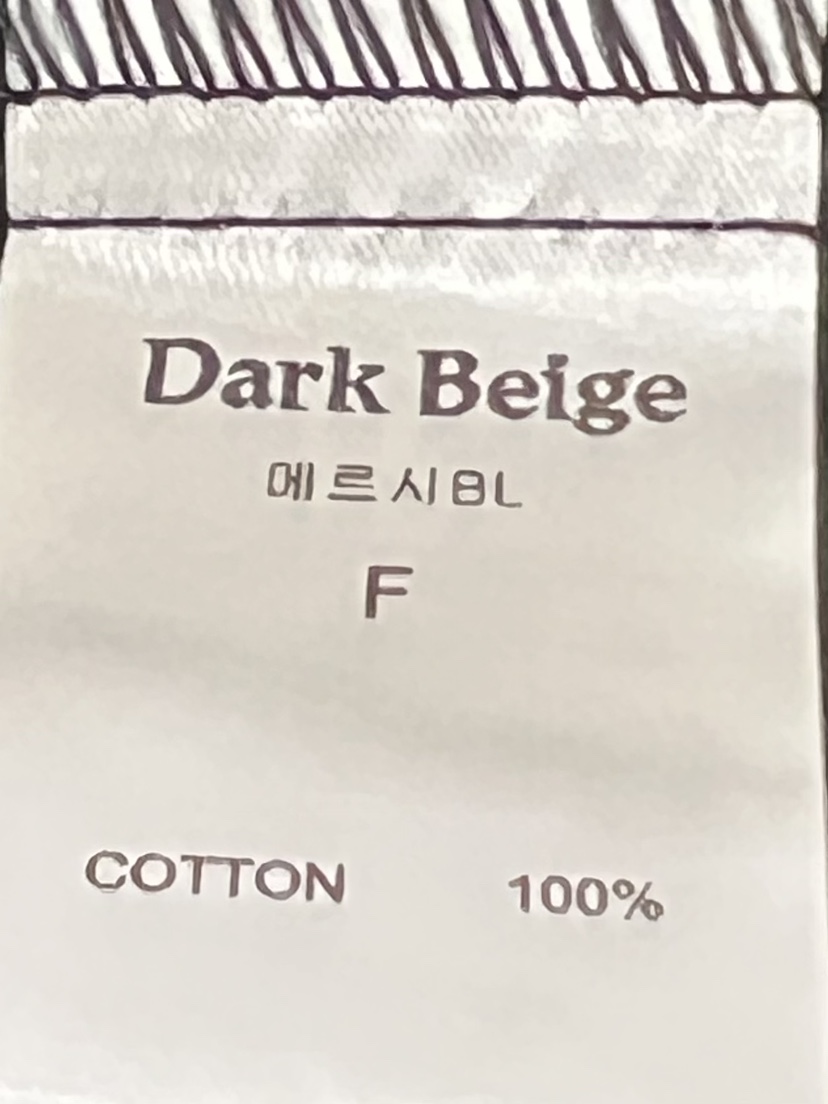 Dark Beige
메르시BL
F
COTTON 100%